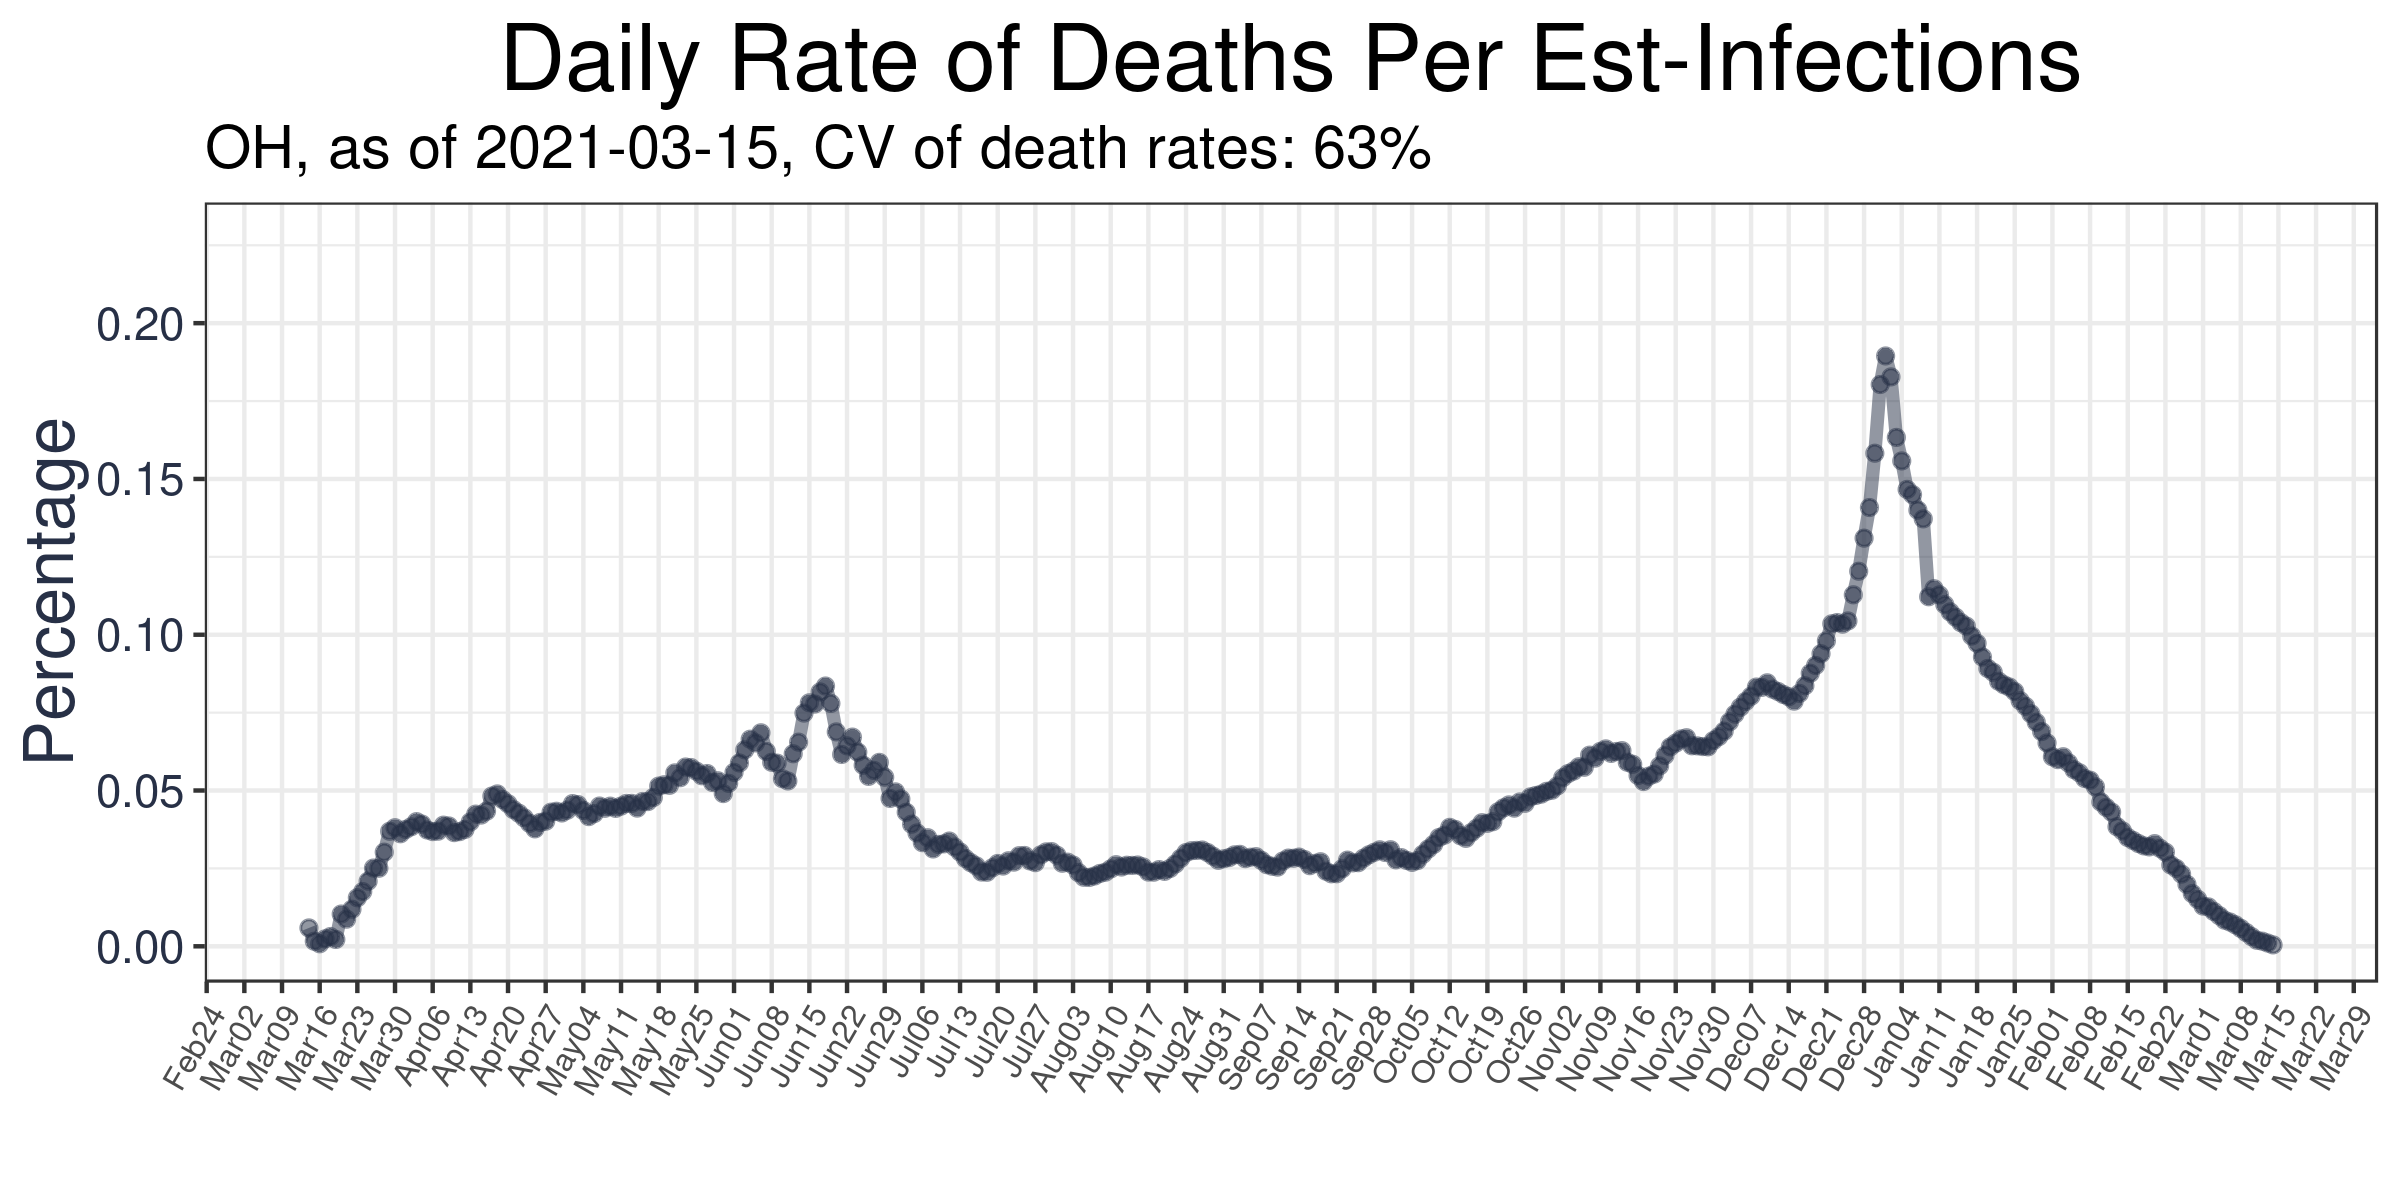 Daily Rate of Deaths Per Est-Infections
OH, as of 2021-03-15, CV of death rates: 63%
Percentage
0.20
0.15
0.10
0.05
0.00
Feb24
Mar02
Mar09
Mar16
Mar23
Mar30
Apr06
Apr13
Apr20
Apr27
May04
May11
May18
May25
Jun01
Jun08
Jun15
Jun22
Jun29
Jul06
Jul13
Jul20
Jul27
Aug03
Aug10
Aug17
Aug24
Aug31
Sep07
Sep14
Sep21
Sep28
Oct05
Oct12
Oct19
Oct26
Nov02
Nov09
Nov16
Nov23
Nov30
Dec07
Dec14
Dec21
Dec28
Jan04
Jan11
Jan18
Jan25
Feb01
Feb08
Feb15
Feb22
Mar01
Mar08
Mar15
Mar22
Mar29